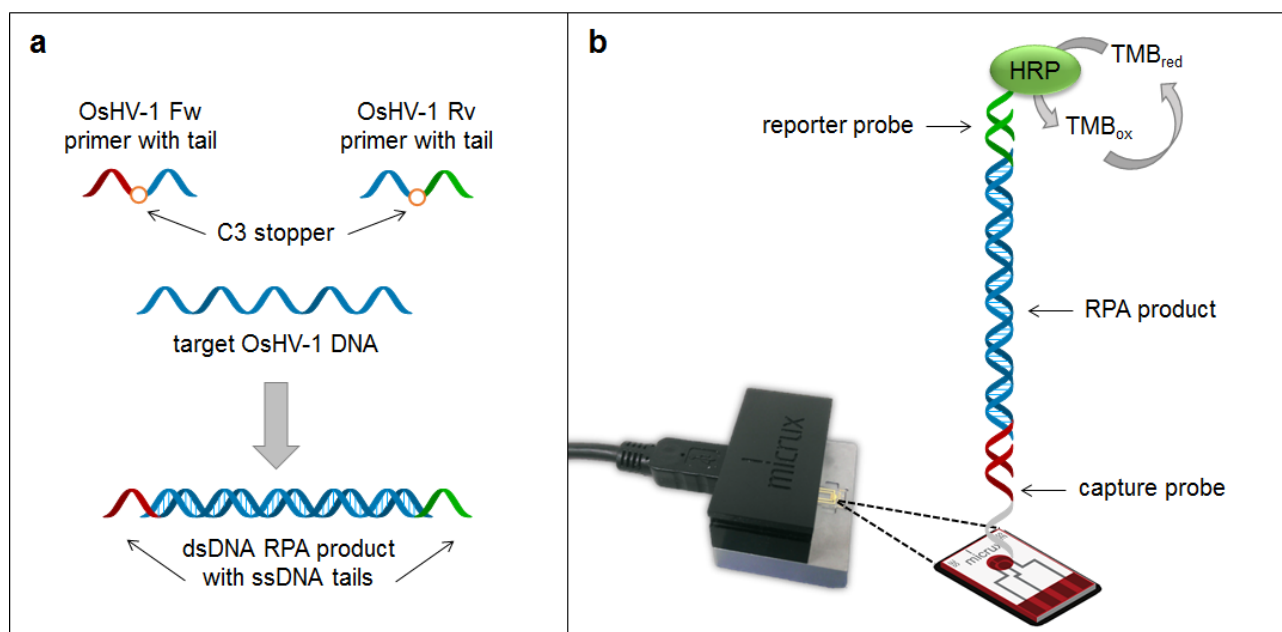 a
OsHV-1 Fw
primer with tail
OsHV-1 Rv
primer with tail
C3 stopper
target OsHV-1 DNA
dsDNA RPA product
with ssDNA tails
b
HRP
TMBred
TMBox
reporter probe
RPA product
capture probe
micrux
micrux